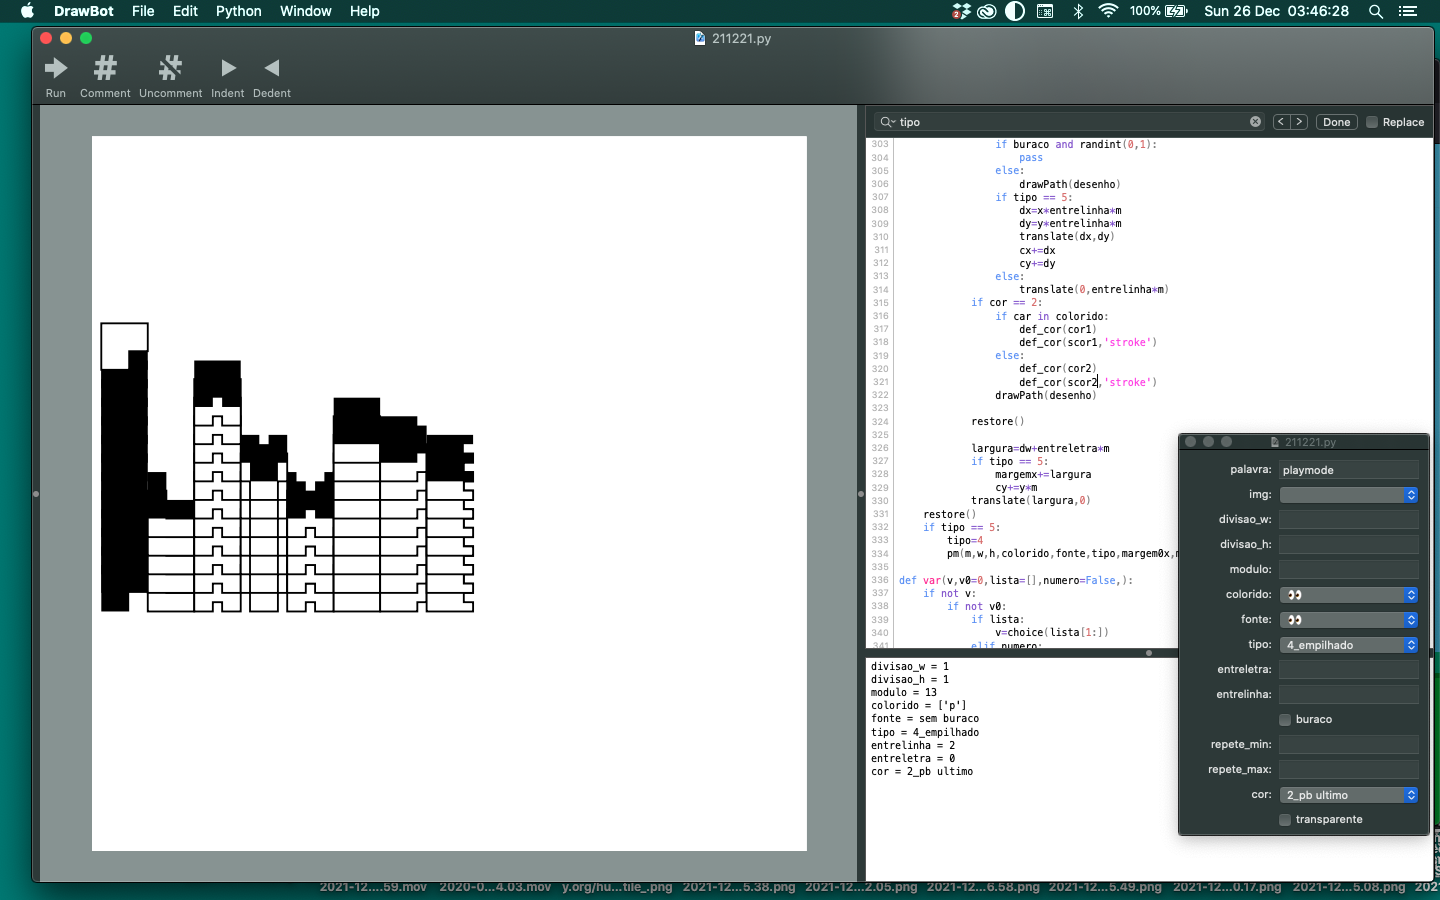 DrawBot File Edit Python Window Help
2
100% Sun 26 Dec 03:46:28
211221.py
Run Comment Uncomment Indent Dedent
tipo
< > Done Replace
303 if buraco and randint(0,1):
304 pass
305 else:
306 drawPath(desenho)
307 if tipo == 5:
308 dx=x*entrelinha*m
309 dy=y*entrelinha*m
310 translate(dx,dy)
311 cx+=dx
312 cy+=dy
313 else:
314 translate(0,entrelinha*m)
315 if cor == 2:
316 if car in colorido:
317 def_cor(cor1)
318 def_cor(scor1,'stroke')
319 else:
320 def_cor(cor2)
321 def_cor(scor2,'stroke')
322 drawPath(desenho)
323
324 restore()
325
326 largura=dw+entreletra*m
327 if tipo == 5:
328 margemx+=largura
329 cy+=y*m
330 translate(largura,0)
331 restore()
332 if tipo == 5:
333 tipo=4
334 pm(m,w,h,colorido,fonte,tipo,margem0x,
335
336 def var(v,v0=0,lista=[],numero=False,):
337 if not v:
338 if not v0:
339 if lista:
340 v=choice(lista[1:])
341 elif numero:
divisao_w = 1
divisao_h = 1
modulo = 13
colorido = ['p']
fonte = sem buraco
tipo = 4_empilhado
entrelinha = 2
entreletra = 0
cor = 2_pb ultimo
211221.py
palavra: playmode
img:
divisao_w:
divisao_h:
modulo:
colorido: 👀
fonte: 👀
tipo: 4_empilhado
entreletra:
entrelinha:
buraco
repete_min:
repete_max:
cor: 2_pb ultimo
transparente
2021-12....59.mov 2020-0...4.03.mov y.org/hu...tile_.png 2021-12...5.38.png 2021-12...2.05.png 2021-12...6.58.png 2021-12...5.49.png 2021-12...0.17.png 2021-12...5.08.png 2021